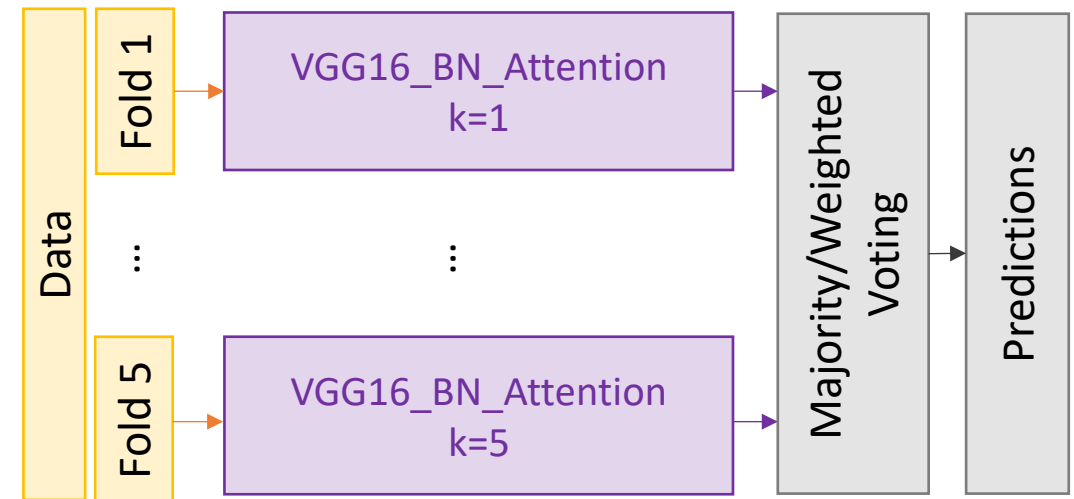 Data
Fold 1
VGG16_BN_Attention
k=1
...
...
Fold 5
VGG16_BN_Attention
k=5
Majority/Weighted
Voting
Predictions